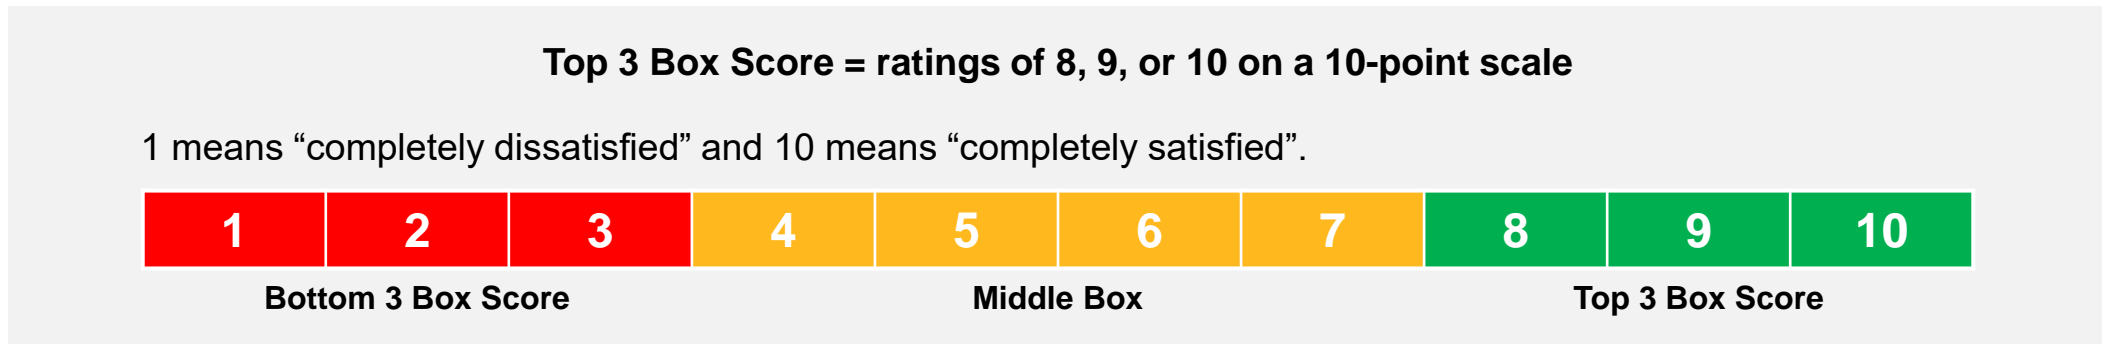 Top 3 Box Score = ratings of 8, 9, or 10 on a 10-point scale
1 means “completely dissatisfied” and 10 means “completely satisfied”.
1 2 3 4 5 6 7 8 9 10
Bottom 3 Box Score Middle Box Top 3 Box Score